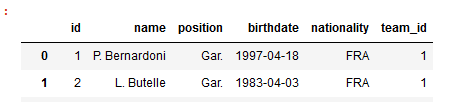 :
id name position birthdate nationality team_id
0 1 P. Bernardoni Gar. 1997-04-18 FRA 1
1 2 L. Butelle Gar. 1983-04-03 FRA 1